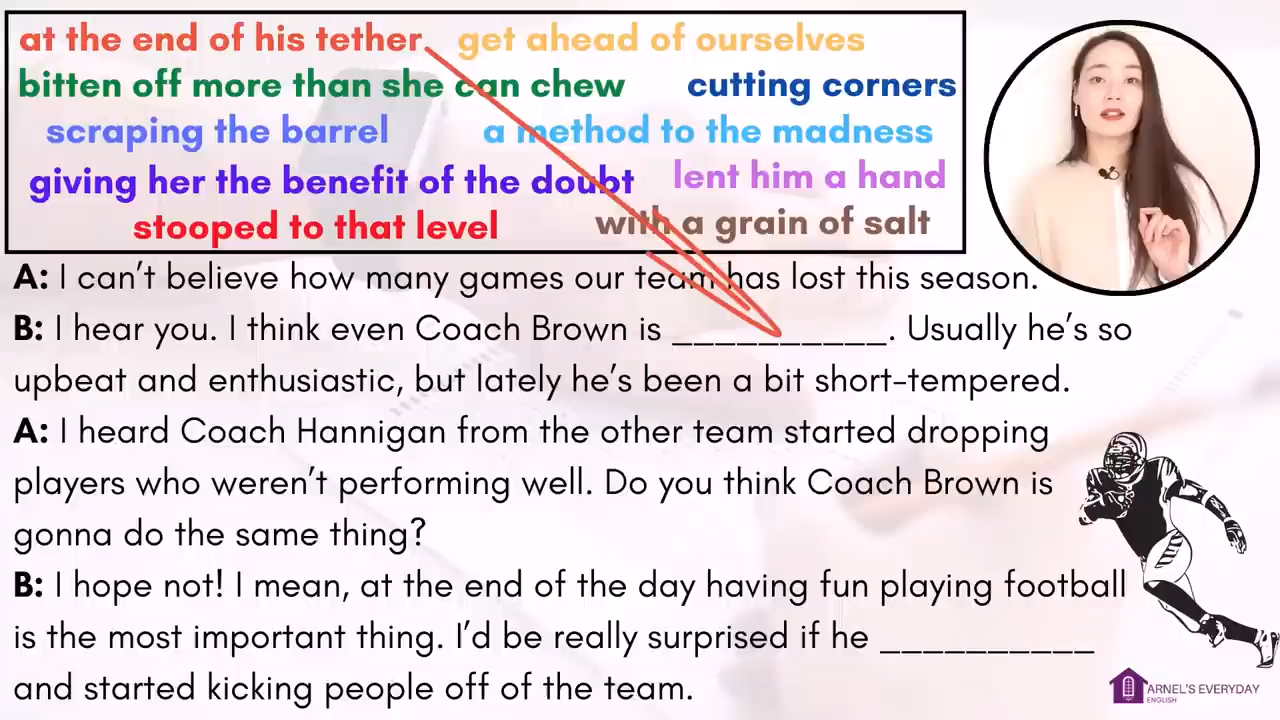 at the end of his tether get ahead of ourselves
bitten off more than she can chew cutting corners
scraping the barrel a method to the madness
giving her the benefit of the doubt lent him a hand
stooped to that level with a grain of salt
A: I can't believe how many games our team has lost this season.
B: I hear you. I think even Coach Brown is __________. Usually he's so
upbeat and enthusiastic, but lately he's been a bit short-tempered.
A: I heard Coach Hannigan from the other team started dropping
players who weren't performing well. Do you think Coach Brown is
gonna do the same thing?
B: I hope not! I mean, at the end of the day having fun playing football
is the most important thing. I'd be really surprised if he __________
and started kicking people off of the team.
ARNEL'S EVERYDAY
ENGLISH